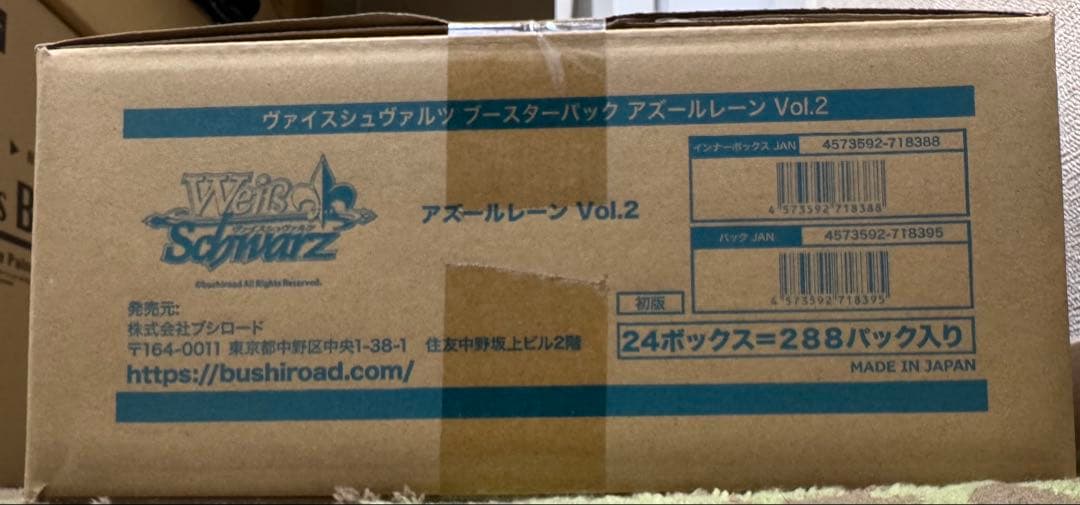 ヴァイスシュヴァルツ ブースターパック アズールレーン Vol.2
インナーボックス JAN 4573592-718388
4 573592 718388
Weiß Schwarz
ヴァイスシュヴァルツ
©bushiroad All Rights Reserved.
アズールレーン Vol.2
パック JAN 4573592-718395
4 573592 718395
発売元:
株式会社ブシロード
〒164-0011 東京都中野区中央1-38-1 住友中野坂上ビル2階
https://bushiroad.com/
初版
24ボックス=288パック入り
MADE IN JAPAN